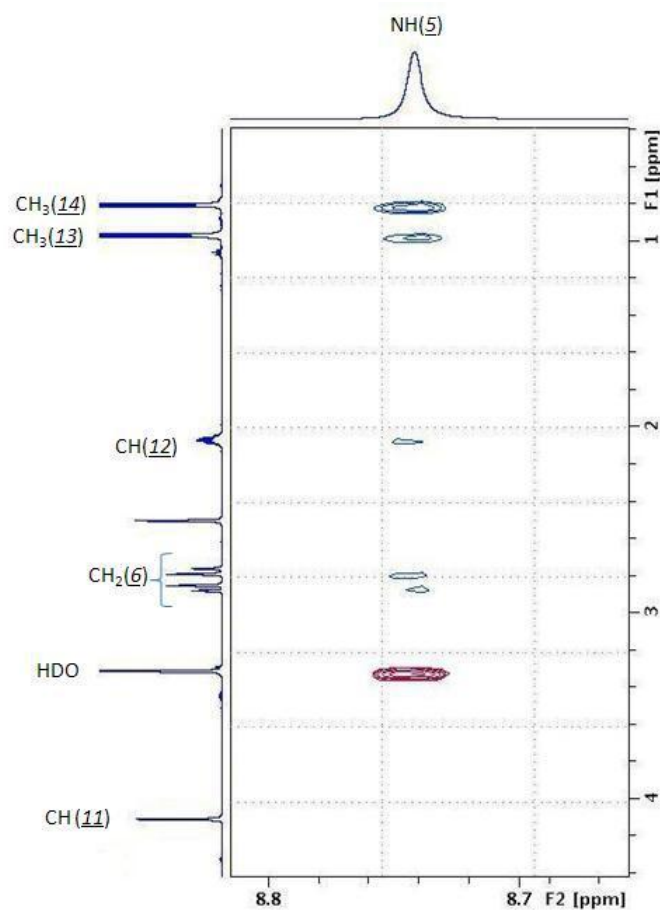 NH(5)
CH₃(14)
CH₃(13)
CH(12)
CH₂(6)
HDO
CH(11)
F1 [ppm]
1
2
3
4
8.8
8.7
F2 [ppm]